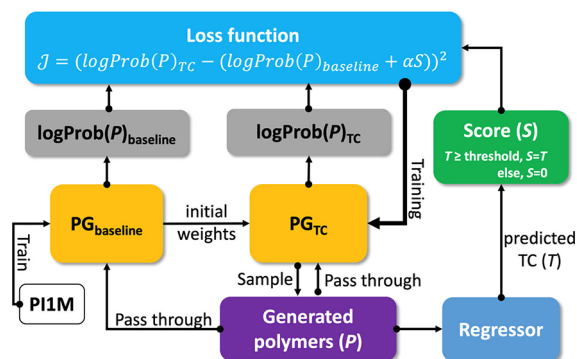 Loss function
𝒥 = (logProb(P)TC − (logProb(P)baseline + αS))²
logProb(P)baseline
logProb(P)TC
Score (S)
T ≥ threshold, S=T
else, S=0
Training
PGbaseline
initial
weights
PGTC
predicted
TC (T)
Train
Sample
Pass through
PI1M
Pass through
Generated
polymers (P)
Regressor